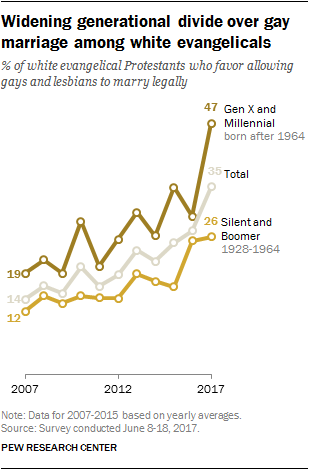 Widening generational divide over gay
marriage among white evangelicals
% of white evangelical Protestants who favor allowing
gays and lesbians to marry legally
47 Gen X and
Millennial
born after 1964
35 Total
26 Silent and
Boomer
1928-1964
19
14
12
2007 2012 2017
Note: Data for 2007-2015 based on yearly averages.
Source: Survey conducted June 8-18, 2017.
PEW RESEARCH CENTER